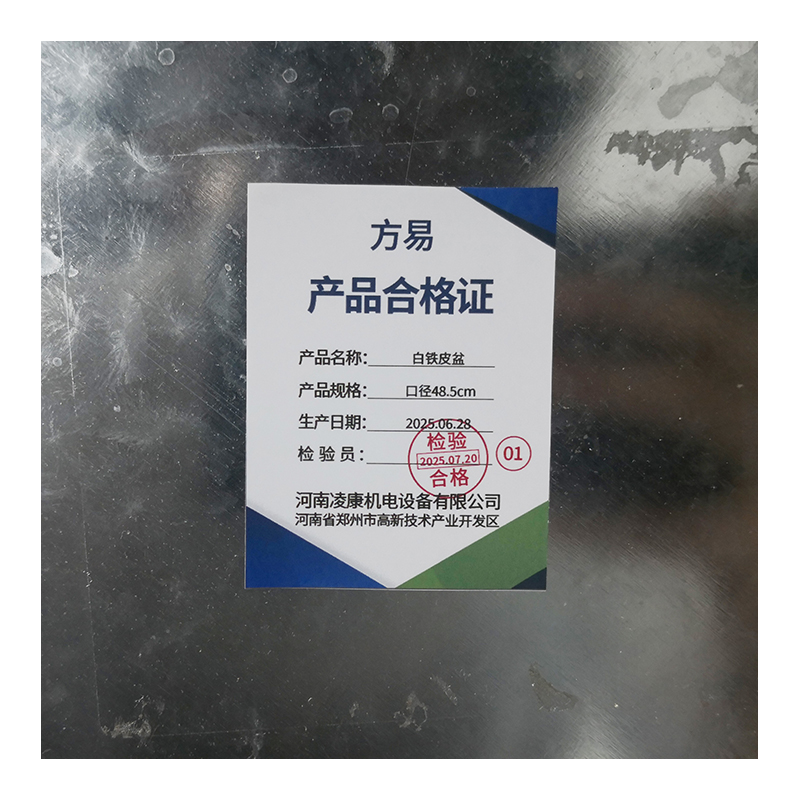 方易
产品合格证
产品名称： 白铁皮盆
产品规格： 口径48.5cm
生产日期： 2025.06.28
检验员：
检验
2025.07.20
合格
01
河南凌康机电设备有限公司
河南省郑州市高新技术产业开发区